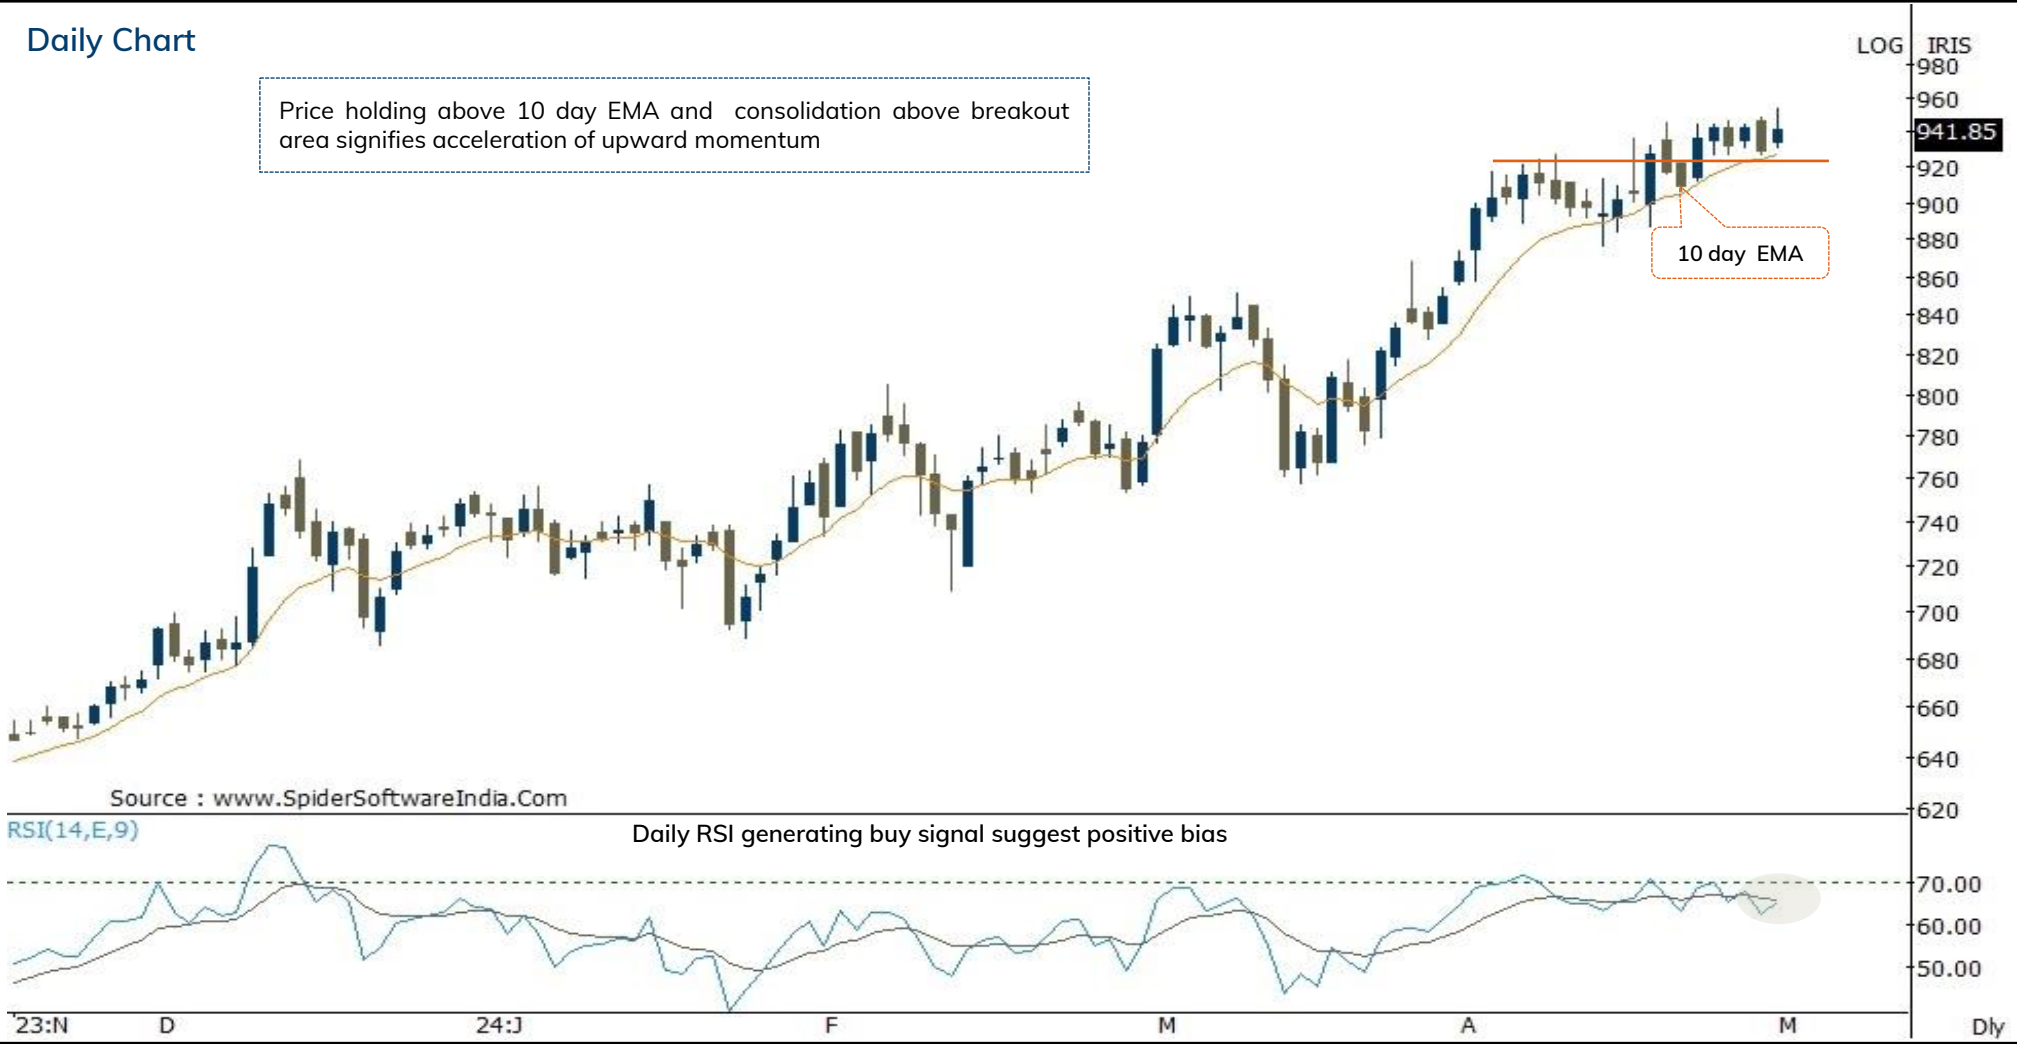 Daily Chart
LOG IRIS
Price holding above 10 day EMA and consolidation above breakout
area signifies acceleration of upward momentum
980
960
941.85
920
900
880
860
840
820
800
780
760
740
720
700
680
660
640
620
10 day EMA
Source : www.SpiderSoftwareIndia.Com
RSI(14,E,9)
Daily RSI generating buy signal suggest positive bias
70.00
60.00
50.00
'23:N D 24:J F M A M Dly